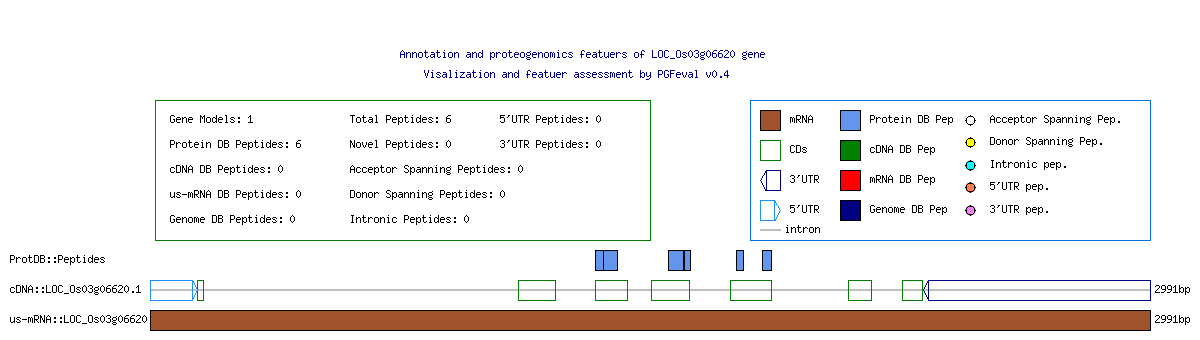 Annotation and proteogenomics featuers of LOC_Os03g06620 gene
Visalization and featuer assessment by PGFeval v0.4
Gene Models: 1 Total Peptides: 6 5'UTR Peptides: 0
Protein DB Peptides: 6 Novel Peptides: 0 3'UTR Peptides: 0
cDNA DB Peptides: 0 Acceptor Spanning Peptides: 0
us-mRNA DB Peptides: 0 Donor Spanning Peptides: 0
Genome DB Peptides: 0 Intronic Peptides: 0
mRNA Protein DB Pep Acceptor Spanning Pep.
CDs cDNA DB Pep Donor Spanning Pep.
3'UTR mRNA DB Pep Intronic pep.
5'UTR Genome DB Pep 5'UTR pep.
intron 3'UTR pep.
ProtDB::Peptides
cDNA::LOC_Os03g06620.1 2991bp
us-mRNA::LOC_Os03g06620 2991bp